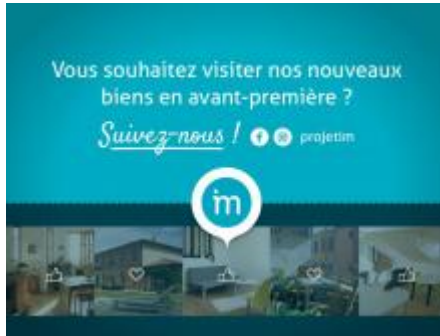 Vous souhaitez visiter nos nouveaux
biens en avant-première ?
Suivez-nous ! projetim
im